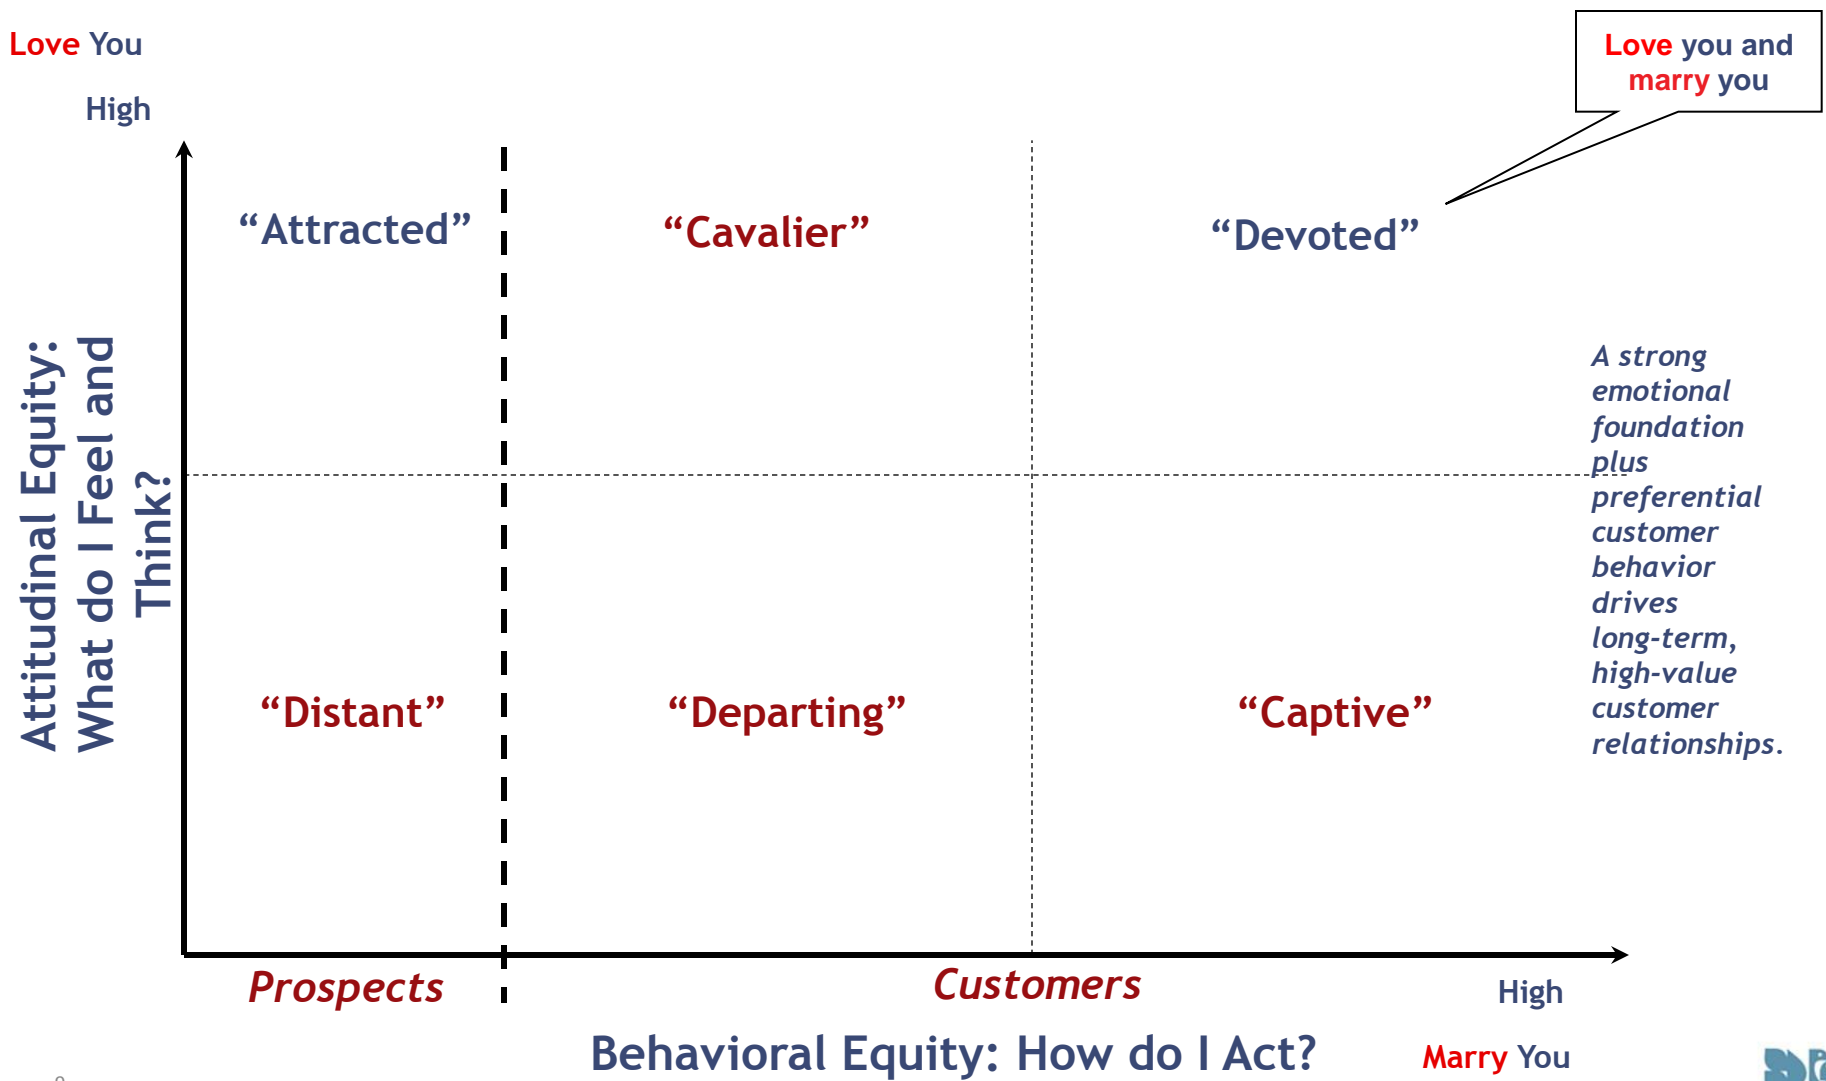 Love You
High
Love you and
marry you
“Attracted”
“Cavalier”
“Devoted”
Attitudinal Equity:
What do I Feel and
Think?
A strong
emotional
foundation
plus
preferential
customer
behavior
drives
long-term,
high-value
customer
relationships.
“Distant”
“Departing”
“Captive”
Prospects
Customers
High
Behavioral Equity: How do I Act?
Marry You